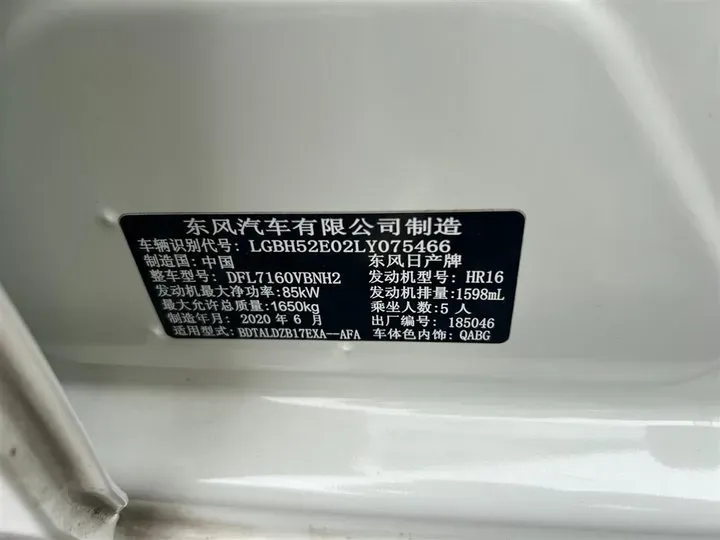 东风汽车有限公司制造
车辆识别代号: LGBH52E02LY075466
制造国: 中国 东风日产牌
整车型号: DFL7160VBNH2 发动机型号: HR16
发动机最大净功率:85kW 发动机排量:1598mL
最大允许总质量:1650kg 乘坐人数:5 人
制造年月: 2020 年 6 月 出厂编号: 185046
适用型式: BDTALDZB17EXA--AFA 车体色内饰: QABG